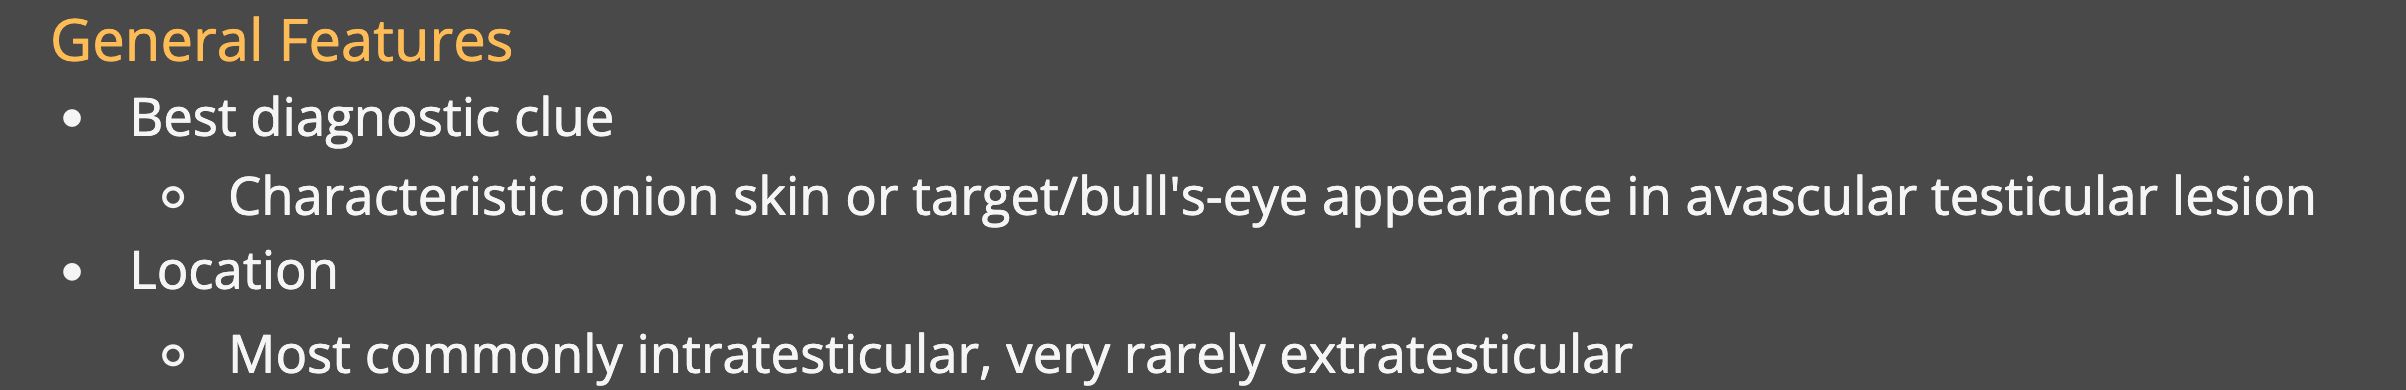 General Features
• Best diagnostic clue
○ Characteristic onion skin or target/bull's-eye appearance in avascular testicular lesion
• Location
○ Most commonly intratesticular, very rarely extratesticular